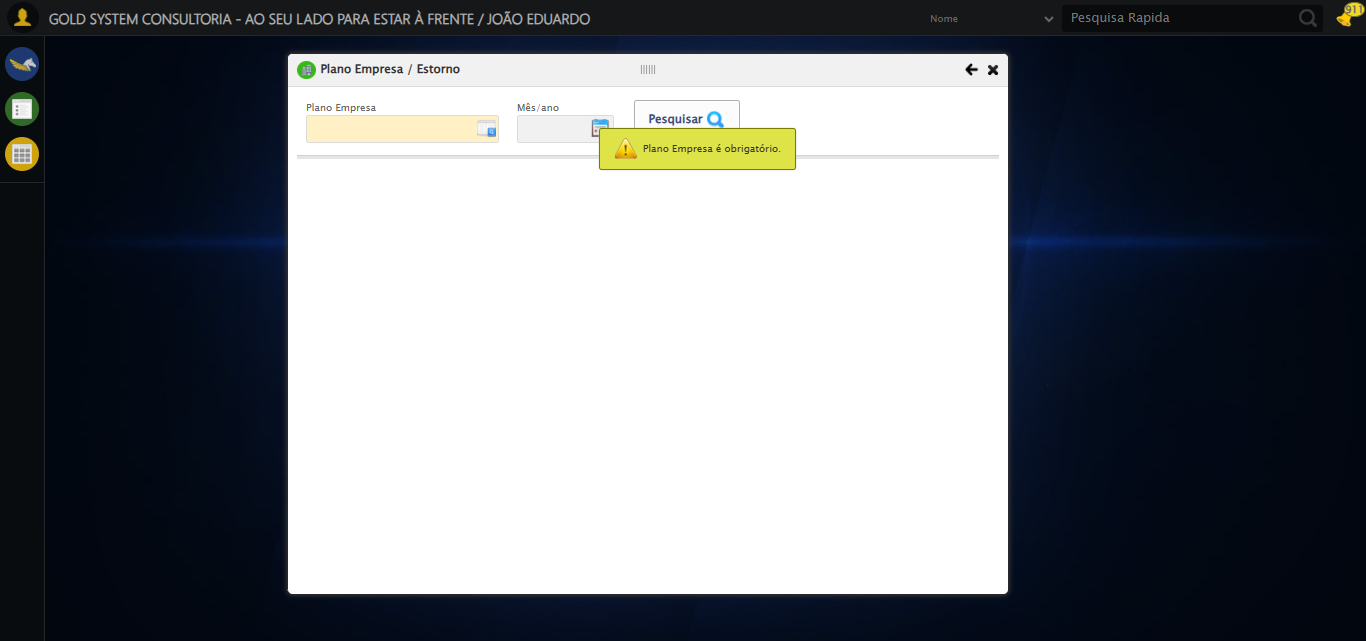 GOLD SYSTEM CONSULTORIA - AO SEU LADO PARA ESTAR À FRENTE / JOÃO EDUARDO
Nome
Pesquisa Rapida
911
Plano Empresa / Estorno
Plano Empresa
Mês/ano
Pesquisar
Plano Empresa é obrigatório.